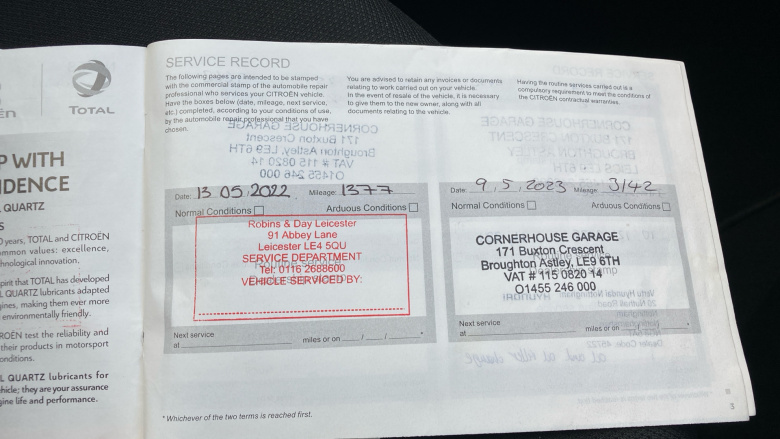 ËN
TOTAL
P WITH
IDENCE
QUARTZ
S
years, TOTAL and CITROËN
mmon values: excellence,
hnological innovation.
pirit that TOTAL has developed
L QUARTZ lubricants adapted
gines, making them ever more
environmentally friendly.
ROËN test the reliability and
their products in motorsport
onditions.
L QUARTZ lubricants for
hicle; they are your assurance
gine life and performance.
SERVICE RECORD
The following pages are intended to be stamped
with the commercial stamp of the automobile repair
professional who services your CITROËN vehicle.
Have the boxes below (date, mileage, next service,
etc.) completed, according to your conditions of use,
by the automobile repair professional that you have
chosen.
You are advised to retain any invoices or documents
relating to work carried out on your vehicle.
In the event of resale of the vehicle, it is necessary
to give them to the new owner, along with all
documents relating to the vehicle.
Having the routine services carried out is a
compulsory requirement to meet the conditions of
the CITROËN contractual warranties.
Date: 13 05 2022 Mileage: 1377
Normal Conditions Arduous Conditions
Robins & Day Leicester
91 Abbey Lane
Leicester LE4 5QU
SERVICE DEPARTMENT
Tel: 0116 2688600
VEHICLE SERVICED BY:
Next service
at miles or on / / *
Date: 9, 5, 2023 Mileage: 3142
Normal Conditions Arduous Conditions
CORNERHOUSE GARAGE
171 Buxton Crescent
Broughton Astley, LE9 6TH
VAT # 115 0820 14
O1455 246 000
Next service
at miles or on / / *
* Whichever of the two terms is reached first.
3